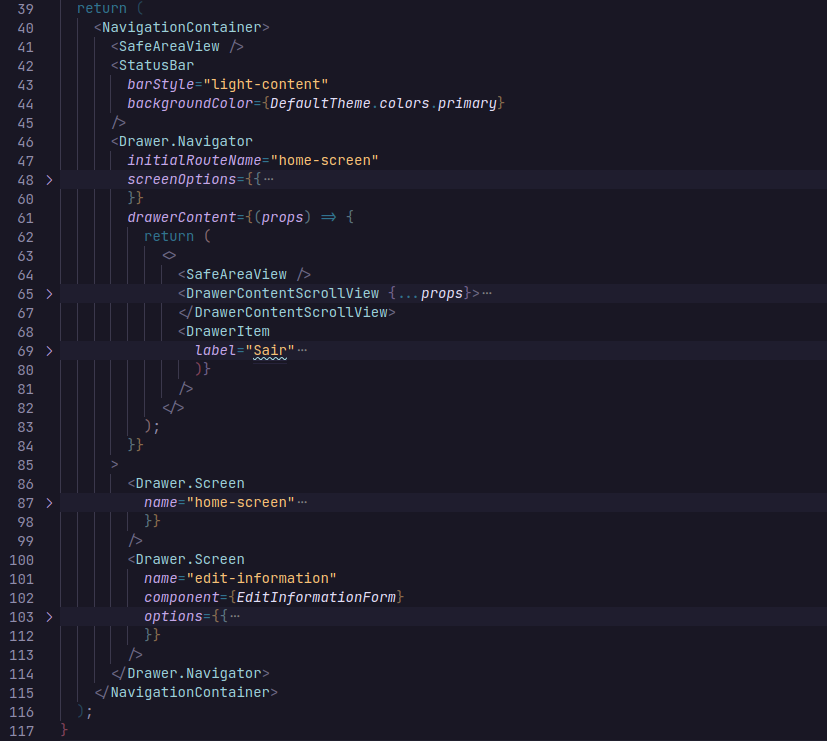 39 return (
40 <NavigationContainer>
41 <SafeAreaView />
42 <StatusBar
43 barStyle="light-content"
44 backgroundColor={DefaultTheme.colors.primary}
45 />
46 <Drawer.Navigator
47 initialRouteName="home-screen"
48 screenOptions={{…
60 }}
61 drawerContent={(props) => {
62 return (
63 <>
64 <SafeAreaView />
65 <DrawerContentScrollView {...props}>…
67 </DrawerContentScrollView>
68 <DrawerItem
69 label="Sair"…
80 )}
81 />
82 </>
83 );
84 }}
85 >
86 <Drawer.Screen
87 name="home-screen"…
98 }}
99 />
100 <Drawer.Screen
101 name="edit-information"
102 component={EditInformationForm}
103 options={{…
112 }}
113 />
114 </Drawer.Navigator>
115 </NavigationContainer>
116 );
117 }